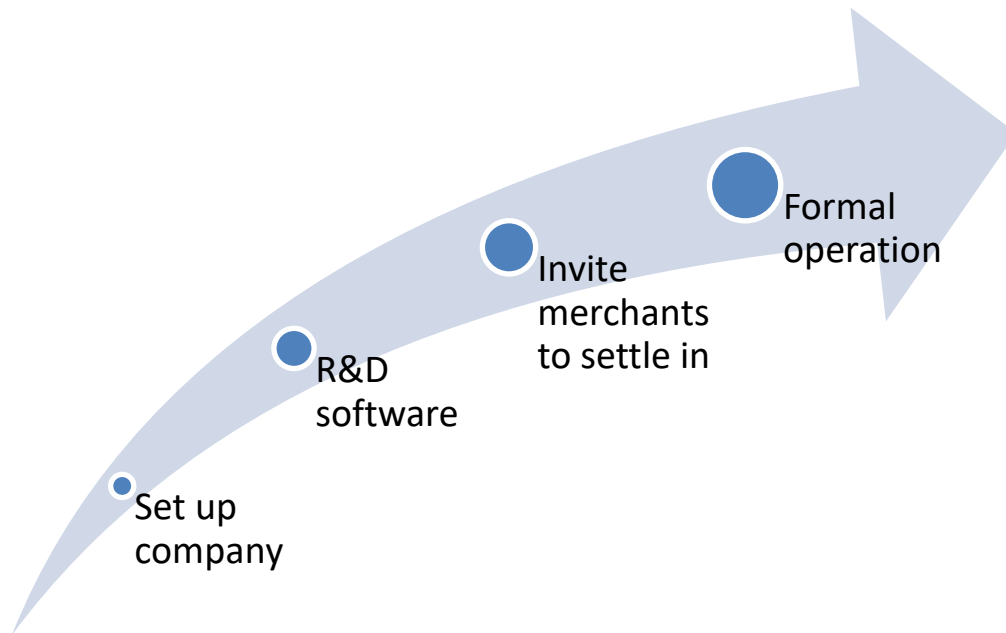 Set up
company
R&D
software
Invite
merchants
to settle in
Formal
operation